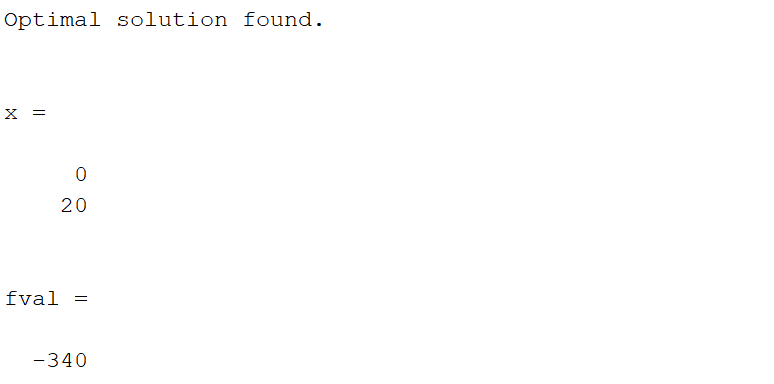 Optimal solution found.
x =
0
20
fval =
-340